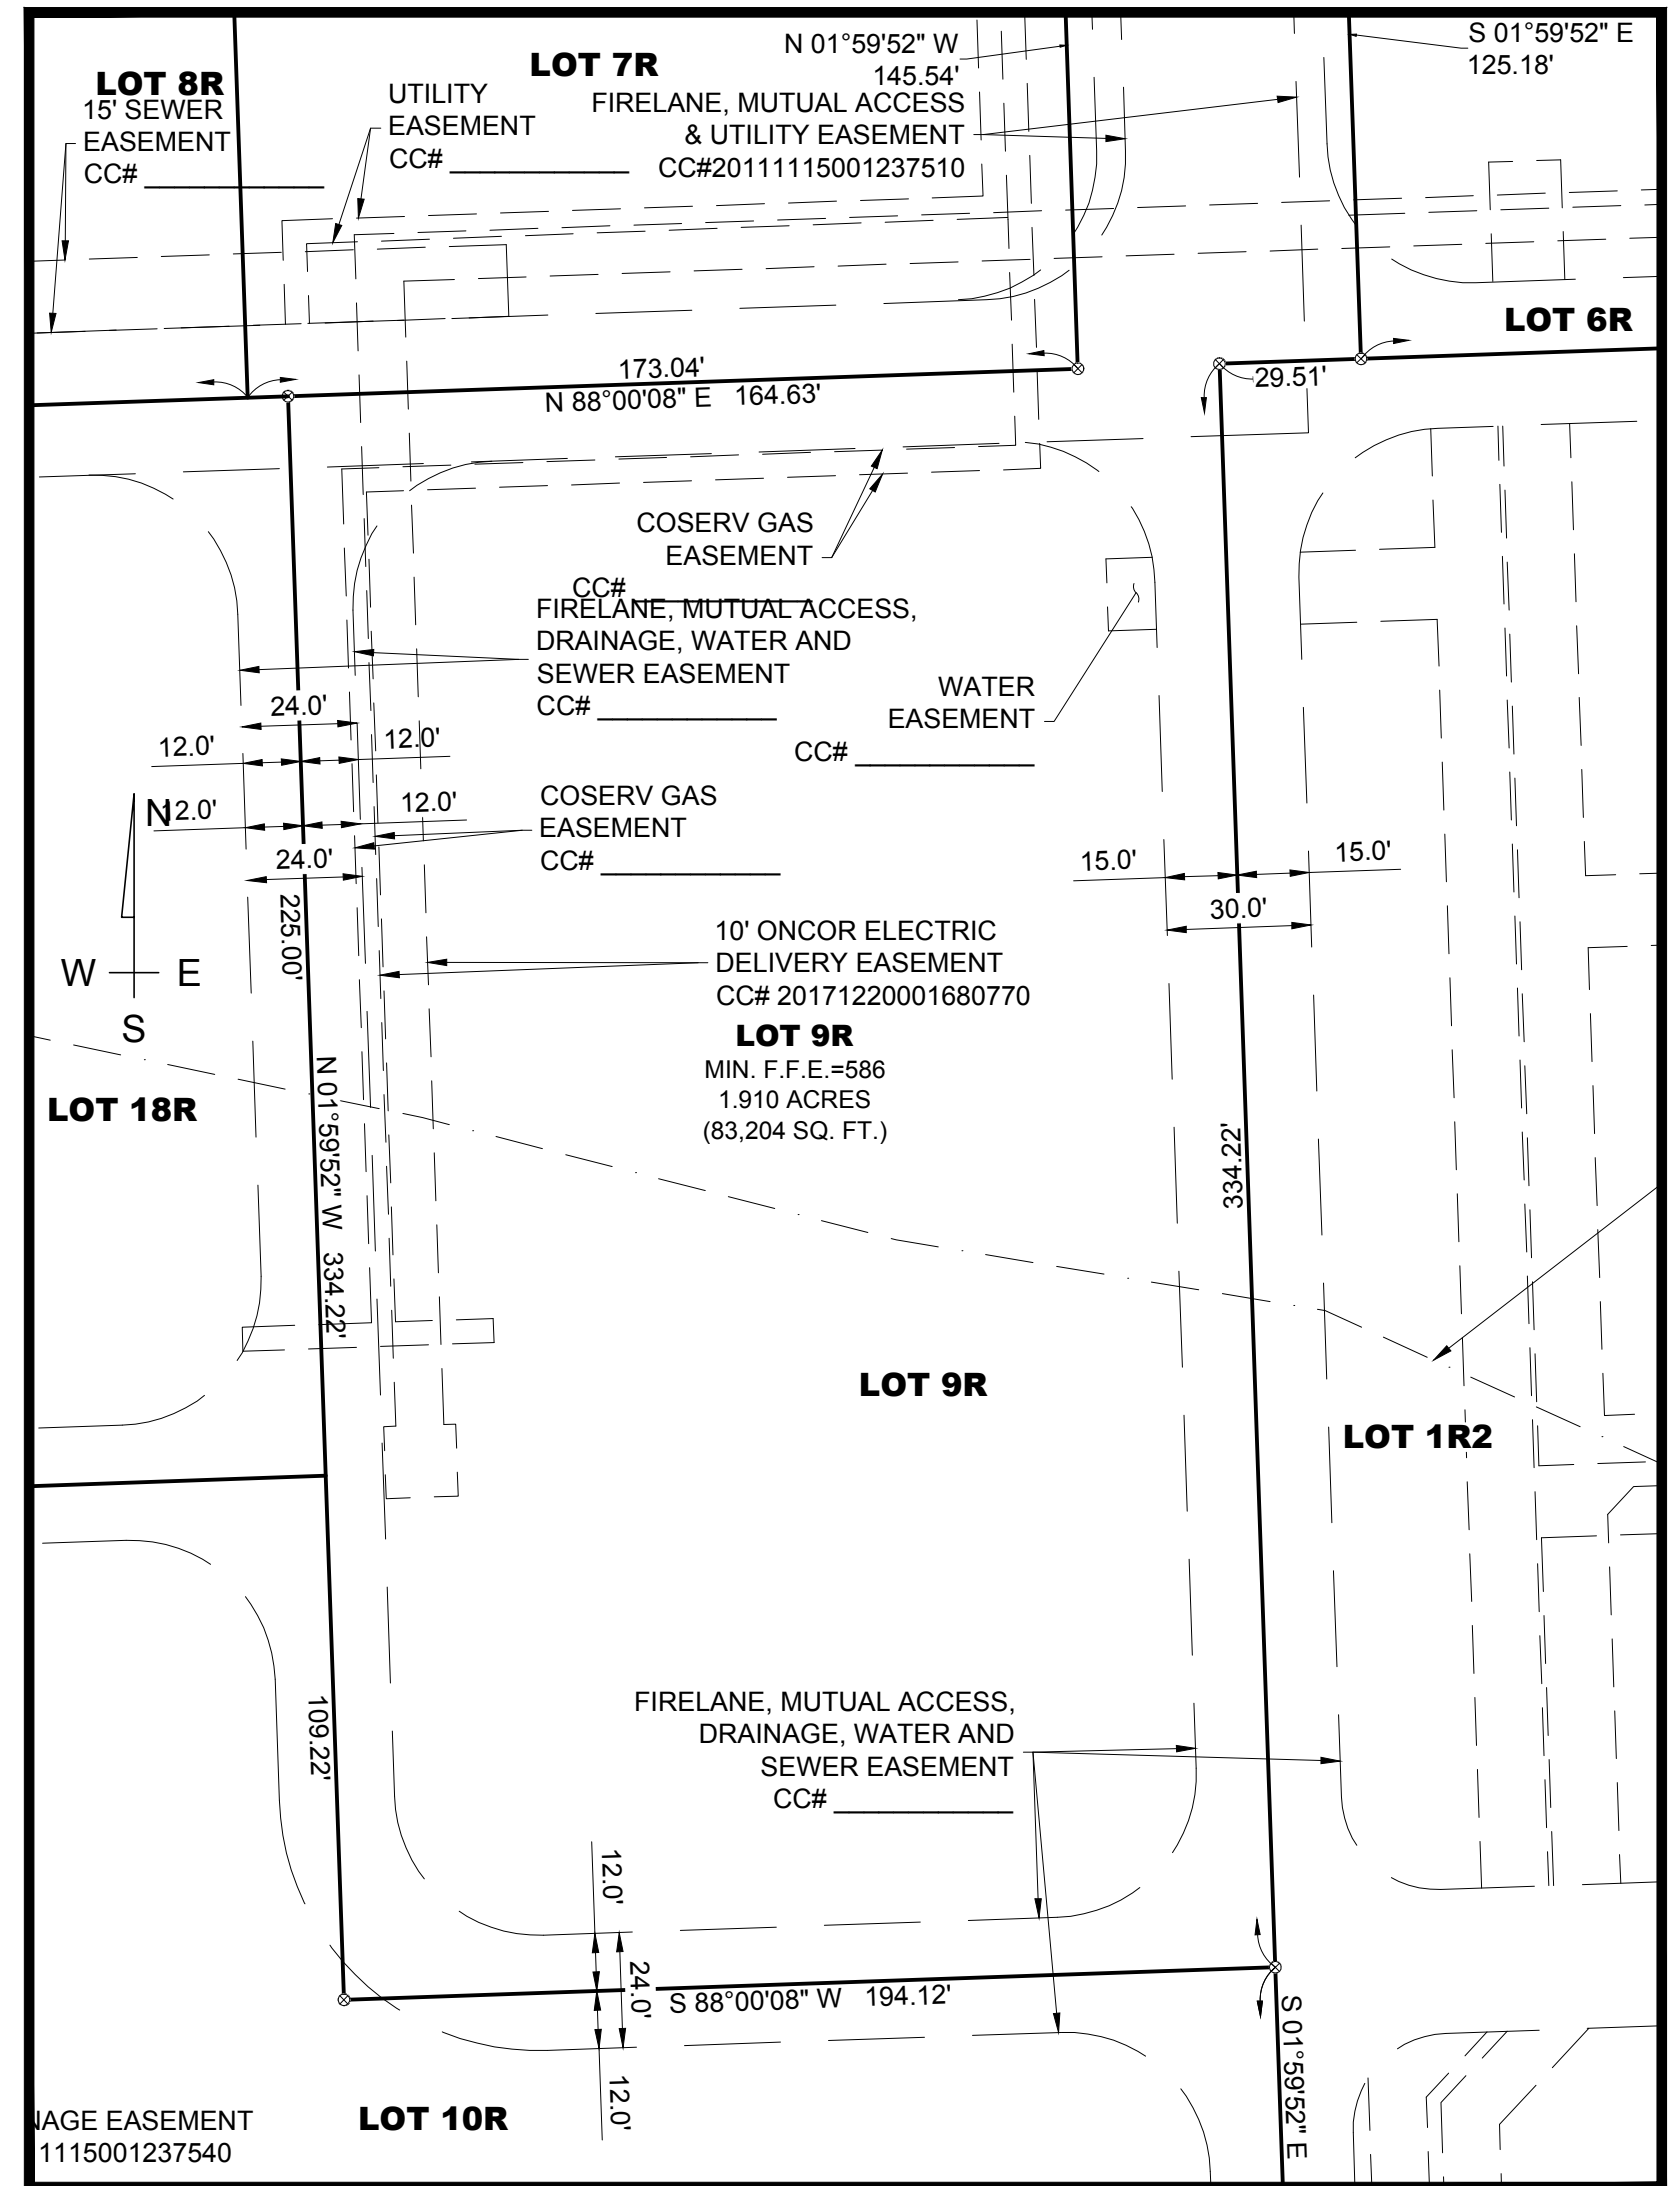 N 01°59'52" W
145.54'
S 01°59'52" E
125.18'
LOT 8R
15' SEWER
EASEMENT
CC# ____________
UTILITY
EASEMENT
CC# ____________
LOT 7R
FIRELANE, MUTUAL ACCESS
& UTILITY EASEMENT
CC#20111115001237510
LOT 6R
173.04'
N 88°00'08" E 164.63'
29.51'
COSERV GAS
EASEMENT
CC# ____________
FIRELANE, MUTUAL ACCESS,
DRAINAGE, WATER AND
SEWER EASEMENT
CC# ____________
WATER
EASEMENT
CC# ____________
24.0'
12.0'
12.0'
N
12.0'
12.0'
24.0'
COSERV GAS
EASEMENT
CC# ____________
15.0'
15.0'
30.0'
225.00'
W
E
S
10' ONCOR ELECTRIC
DELIVERY EASEMENT
CC# 20171220001680770
LOT 9R
MIN. F.F.E.=586
1.910 ACRES
(83,204 SQ. FT.)
LOT 18R
N 01°59'52" W 334.22'
334.22'
LOT 9R
LOT 1R2
109.22'
FIRELANE, MUTUAL ACCESS,
DRAINAGE, WATER AND
SEWER EASEMENT
CC# ____________
12.0'
24.0'
S 88°00'08" W 194.12'
12.0'
S 01°59'52" E
LOT 10R
NAGE EASEMENT
1115001237540